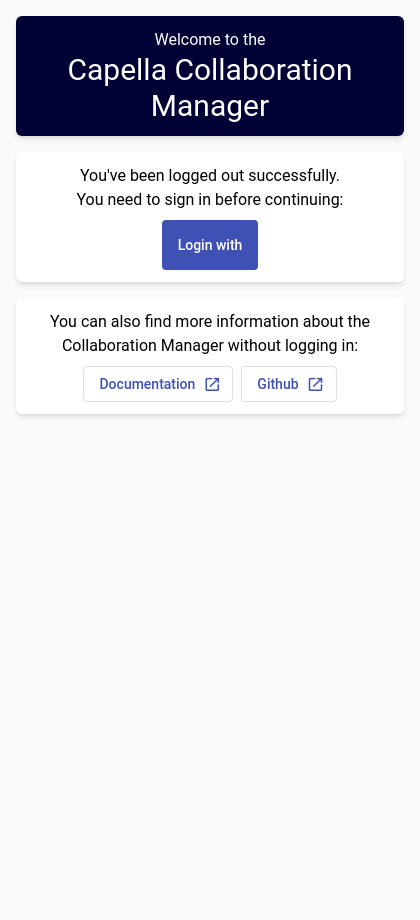 Welcome to the
Capella Collaboration
Manager
You've been logged out successfully.
You need to sign in before continuing:
Login with
You can also find more information about the
Collaboration Manager without logging in:
Documentation
Github